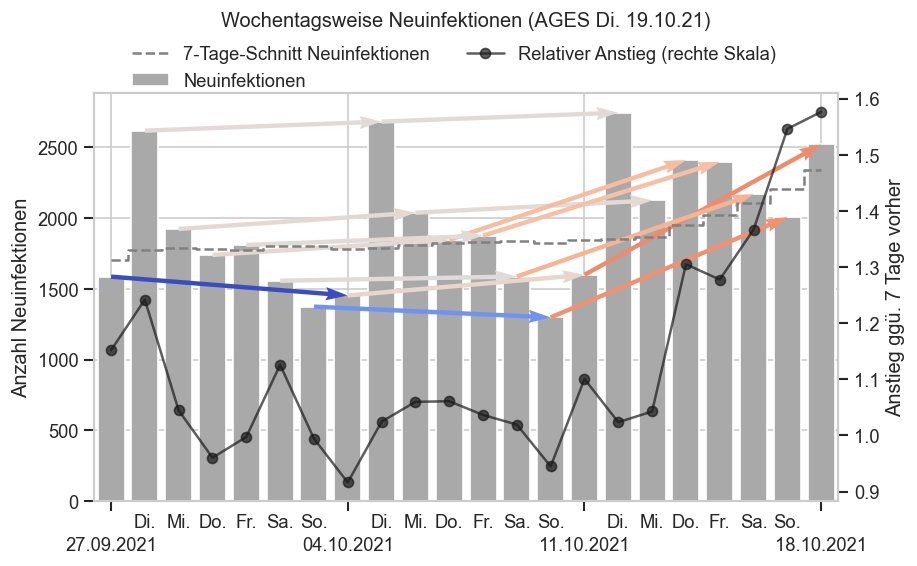 Wochentagsweise Neuinfektionen (AGES Di. 19.10.21)
7-Tage-Schnitt Neuinfektionen
Relativer Anstieg (rechte Skala)
Neuinfektionen
Anzahl Neuinfektionen
2500
2000
1500
1000
500
0
1.6
1.5
1.4
1.3
1.2
1.1
1.0
0.9
Anstieg ggü. 7 Tage vorher
Di. Mi. Do. Fr. Sa. So. Di. Mi. Do. Fr. Sa. So. Di. Mi. Do. Fr. Sa. So.
27.09.2021 04.10.2021 11.10.2021 18.10.2021